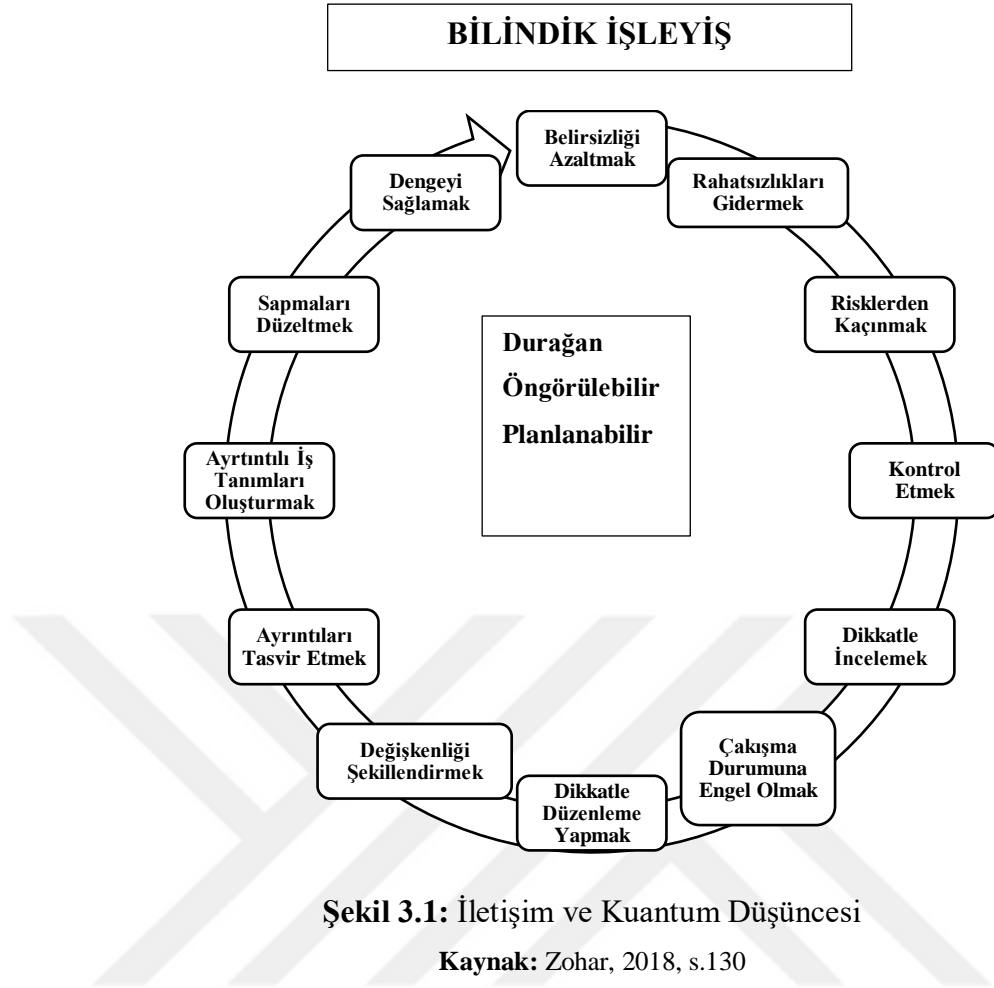 BİLİNDİK İŞLEYİŞ
Belirsizliği
Azaltmak
Rahatsızlıkları
Gidermek
Risklerden
Kaçınmak
Kontrol
Etmek
Dikkatle
İncelemek
Çakışma
Durumuna
Engel Olmak
Dikkatle
Düzenleme
Yapmak
Değişkenliği
Şekillendirmek
Ayrıntıları
Tasvir Etmek
Ayrtıntılı İş
Tanımları
Oluşturmak
Sapmaları
Düzeltmek
Dengeyi
Sağlamak
Durağan
Öngörülebilir
Planlanabilir
Şekil 3.1: İletişim ve Kuantum Düşüncesi
Kaynak: Zohar, 2018, s.130